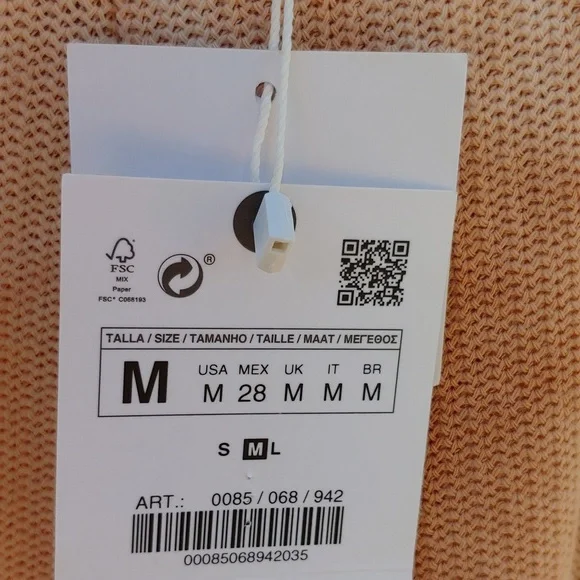 FSC
MIX
Paper
FSC® C068193
®
TALLA / SIZE / TAMANHO / TAILLE / MAAT / ΜΕΓΕΘΟΣ
M
USA MEX UK IT BR
M 28 M M M
S M L
ART.: 0085 / 068 / 942
00085068942035